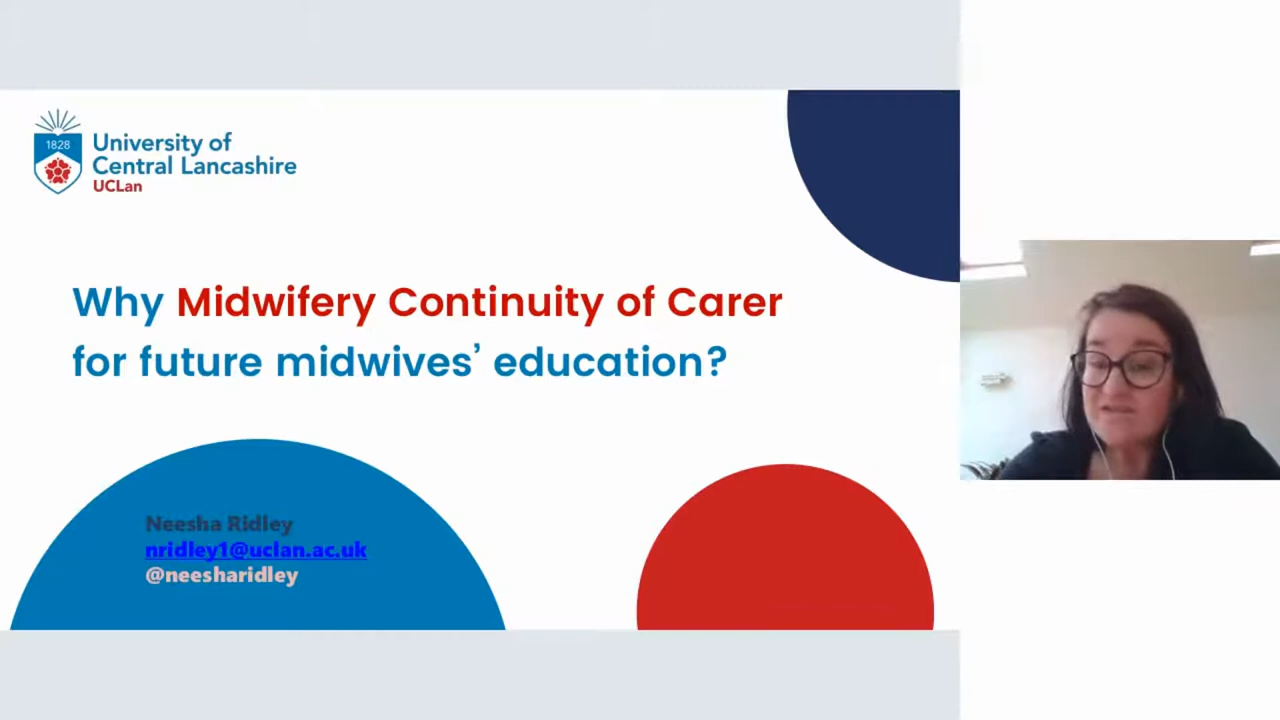 1828
University of
Central Lancashire
UCLan
Why Midwifery Continuity of Carer
for future midwives’ education?
Neesha Ridley
nridley1@uclan.ac.uk
@neesharidley